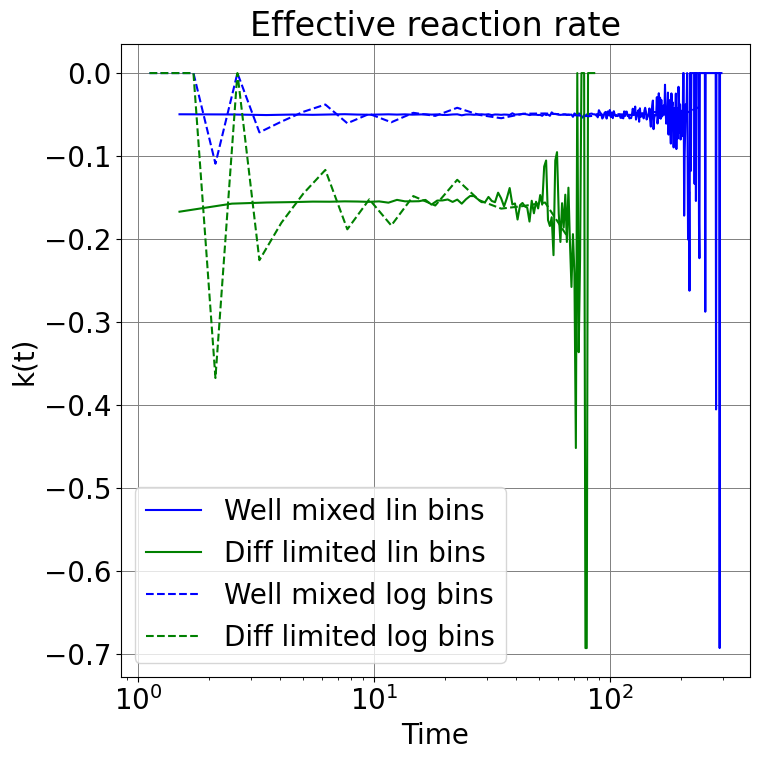 Effective reaction rate
0.0
−0.1
−0.2
−0.3
−0.4
−0.5
−0.6
−0.7
k(t)
Well mixed lin bins
Diff limited lin bins
Well mixed log bins
Diff limited log bins
10⁰ 10¹ 10²
Time